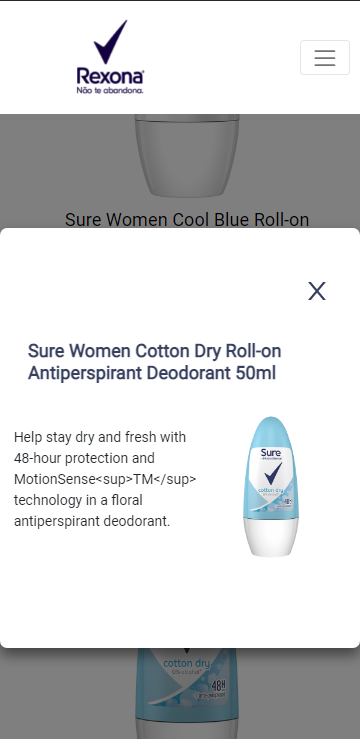 Rexona
Não te abandona.
Sure Women Cool Blue Roll-on
X
Sure Women Cotton Dry Roll-on
Antiperspirant Deodorant 50ml
Help stay dry and fresh with
48-hour protection and
MotionSense<sup>TM</sup>
technology in a floral
antiperspirant deodorant.
Sure
cotton dry
48H
cotton dry
0% alcohol
48H